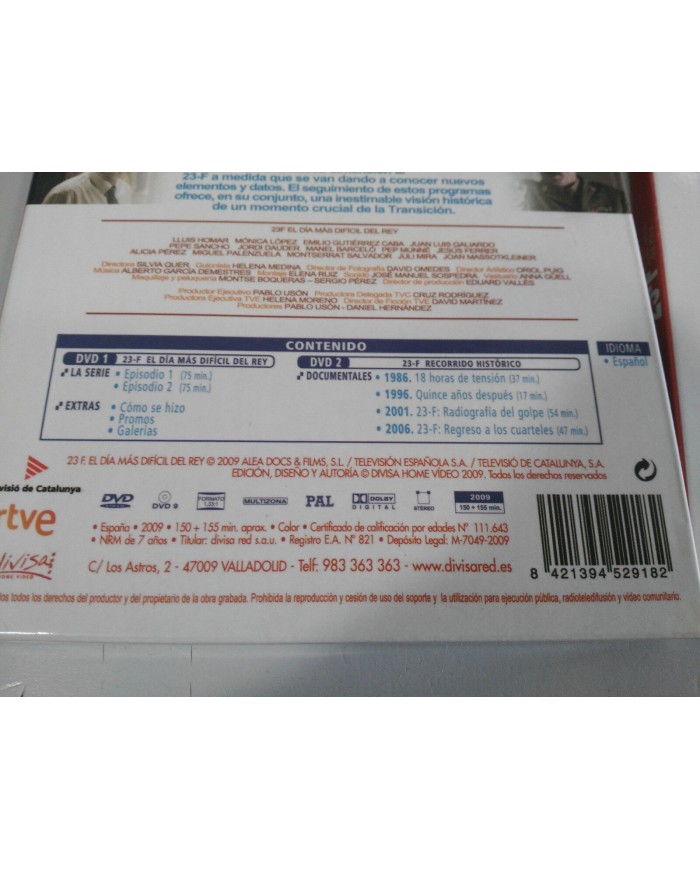 23-F a medida que se van dando a conocer nuevos
elementos y datos. El seguimiento de estos programas
ofrece, en su conjunto, una inestimable visión histórica
de un momento crucial de la Transición.
23F EL DÍA MÁS DIFÍCIL DEL REY
LLUIS HOMAR MÓNICA LÓPEZ EMILIO GUTIÉRREZ CABA JUAN LUIS GALIARDO
PEPE SANCHO JORDI DAUDER MANEL BARCELÓ PEP MUNNÉ JESÚS FERRER
ALICIA PÉREZ MIGUEL PALENZUELA MONTSERRAT SALVADOR JULI MIRA JOAN MASSOTKLEINER
Directora SILVIA QUER Guionista HELENA MEDINA Director de Fotografía DAVID OMEDES Director Artístico ORIOL PUIG
Música ALBERTO GARCÍA DEMESTRES Montaje ELENA RUIZ Sonido JOSÉ MANUEL SOSPEDRA Vestuario ANNA GÜELL
Maquillaje y peluquería MONTSE BOQUERAS – SERGIO PÉREZ Director de producción EDUARD VALLÈS
Productor Ejecutivo PABLO USÓN Productora Delegada TVC CRUZ RODRÍGUEZ
Productora Ejecutiva TVE HELENA MORENO Director de Ficción TVE DAVID MARTÍNEZ
Productores PABLO USÓN - DANIEL HERNÁNDEZ
CONTENIDO
IDIOMA
• Español
DVD 1 23-F EL DÍA MÁS DIFÍCIL DEL REY
LA SERIE • Episodio 1 (75 min.)
• Episodio 2 (75 min.)
EXTRAS • Cómo se hizo
• Promos
• Galerías
DVD 2 23-F RECORRIDO HISTÓRICO
DOCUMENTALES • 1986. 18 horas de tensión (37 min.)
• 1996. Quince años después (17 min.)
• 2001. 23-F: Radiografía del golpe (54 min.)
• 2006. 23-F: Regreso a los cuarteles (47 min.)
23 F. EL DÍA MÁS DIFÍCIL DEL REY © 2009 ALEA DOCS & FILMS, S.L / TELEVISIÓN ESPAÑOLA S.A. / TELEVISIÓ DE CATALUNYA, S.A.
EDICIÓN, DISEÑO Y AUTORÍA © DIVISA HOME VÍDEO 2009. Todos los derechos reservados
evisió de Catalunya
rtve
divisa
HOME VIDEO
DVD
DVD 9
FORMATO
MULTIZONA
PAL
DOLBY
DIGITAL
STEREO
2009
150 + 155 min.
• España • 2009 • 150 + 155 min. aprox. • Color • Certificado de calificación por edades N° 111.643
• NRM de 7 años • Titular: divisa red s.a.u. • Registro E.A. N° 821 • Depósito Legal: M-7049-2009
C/ Los Astros, 2 - 47009 VALLADOLID - Telf: 983 363 363 - www.divisared.es
8 421394 529182
los todos los derechos del productor y del propietario de la obra grabada. Prohibida la reproducción y cesión de uso del soporte y la utilización para ejecución pública, radioteledifusión y vídeo comunitario.